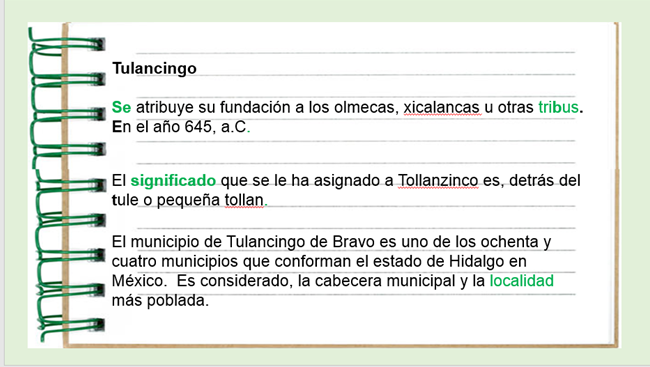 Tulancingo
Se atribuye su fundación a los olmecas, xicalancas u otras tribus.
En el año 645, a.C.
El significado que se le ha asignado a Tollanzinco es, detrás del
tule o pequeña tollan.
El municipio de Tulancingo de Bravo es uno de los ochenta y
cuatro municipios que conforman el estado de Hidalgo en
México.  Es considerado, la cabecera municipal y la localidad
más poblada.